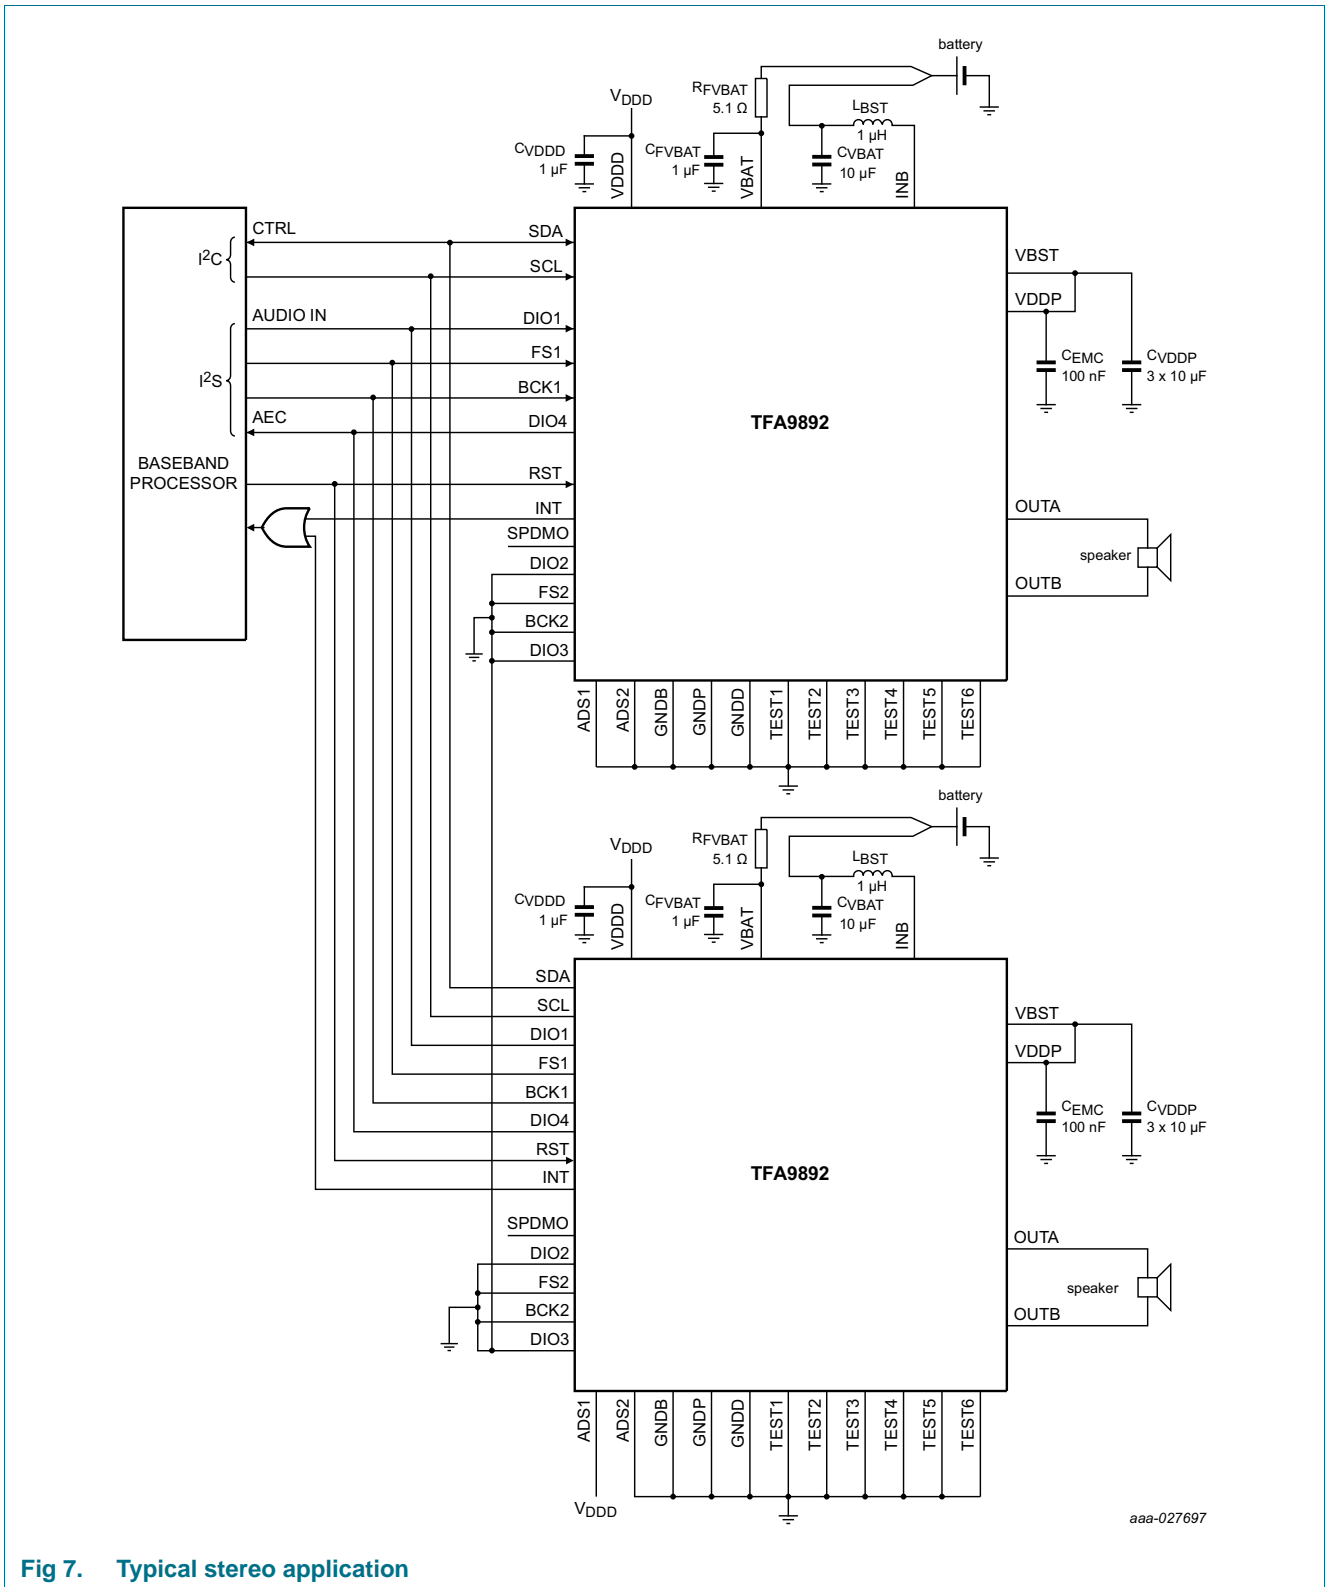 battery
RFVBAT
5.1 Ω
VDDD
LBST
1 µH
CVDDD
1 µF
VDDD
CFVBAT
1 µF
VBAT
CVBAT
10 µF
INB
CTRL
SDA
I²C
SCL
VBST
AUDIO IN
DIO1
VDDP
FS1
CEMC
100 nF
CVDDP
3 x 10 µF
I²S
BCK1
AEC
DIO4
TFA9892
BASEBAND
PROCESSOR
RST
INT
OUTA
SPDMO
speaker
DIO2
FS2
OUTB
BCK2
DIO3
ADS1
ADS2
GNDB
GNDP
GNDD
TEST1
TEST2
TEST3
TEST4
TEST5
TEST6
battery
RFVBAT
5.1 Ω
VDDD
LBST
1 µH
CVDDD
1 µF
VDDD
CFVBAT
1 µF
VBAT
CVBAT
10 µF
INB
SDA
SCL
VBST
DIO1
VDDP
FS1
BCK1
CEMC
100 nF
CVDDP
3 x 10 µF
DIO4
RST
TFA9892
INT
SPDMO
OUTA
DIO2
FS2
speaker
BCK2
OUTB
DIO3
ADS1
ADS2
GNDB
GNDP
GNDD
TEST1
TEST2
TEST3
TEST4
TEST5
TEST6
VDDD
aaa-027697
Fig 7. Typical stereo application